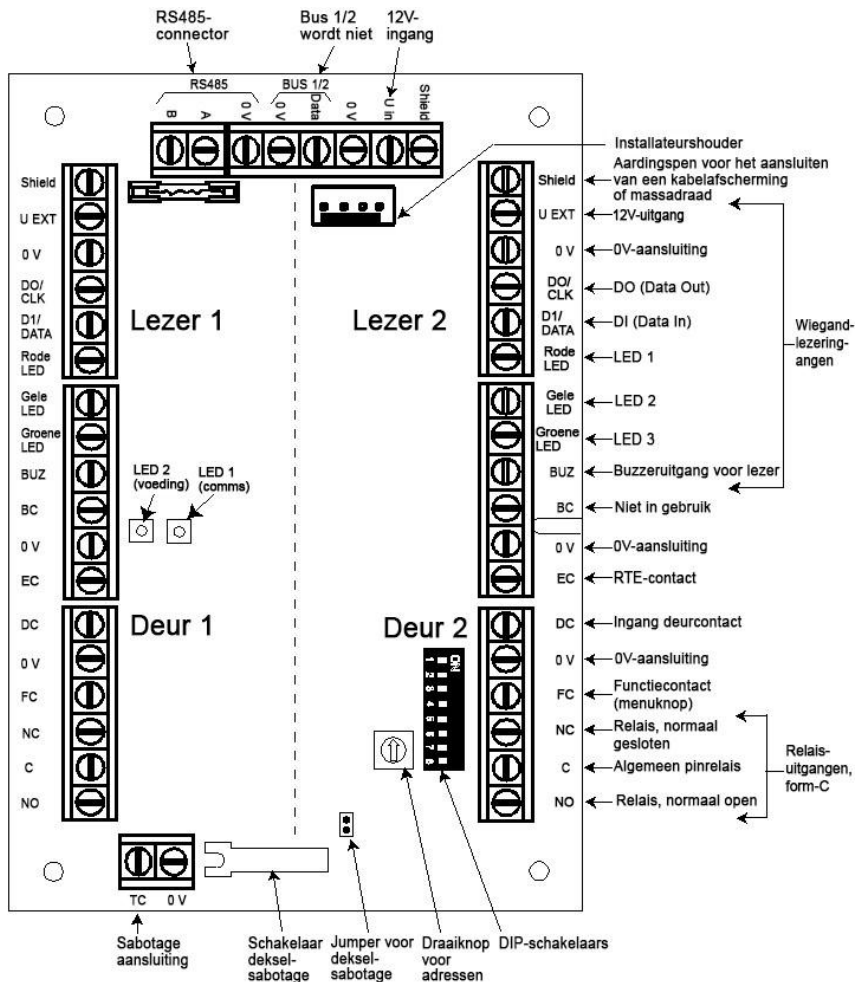 RS485-
connector
Bus 1/2
wordt niet
12V-
ingang
RS485
BUS 1/2
B
A
0 V
0 V
Data
0 V
U in
Shield
Installateurshouder
Shield
U EXT
0 V
DO/
CLK
D1/
DATA
Rode
LED
Lezer 1
Lezer 2
Shield
U EXT
0 V
DO/
CLK
D1/
DATA
Rode
LED
Aardingspen voor het aansluiten
van een kabelafscherming
of massadraad
12V-uitgang
0V-aansluiting
DO (Data Out)
DI (Data In)
LED 1
Wiegand-
lezering-
angen
Gele
LED
Groene
LED
BUZ
BC
0 V
EC
LED 2
(voeding)
LED 1
(comms)
Gele
LED
Groene
LED
BUZ
BC
0 V
EC
LED 2
LED 3
Buzzeruitgang voor lezer
Niet in gebruik
0V-aansluiting
RTE-contact
DC
0 V
FC
NC
C
NO
Deur 1
Deur 2
ON
1
2
3
4
5
6
7
8
DC
0 V
FC
NC
C
NO
Ingang deurcontact
0V-aansluiting
Functiecontact
(menuknop)
Relais, normaal
gesloten
Algemeen pinrelais
Relais, normaal open
Relais-
uitgangen,
form-C
TC
0 V
Sabotage
aansluiting
Schakelaar
deksel-
sabotage
Jumper voor
deksel-
sabotage
Draaiknop
voor
adressen
DIP-schakelaars